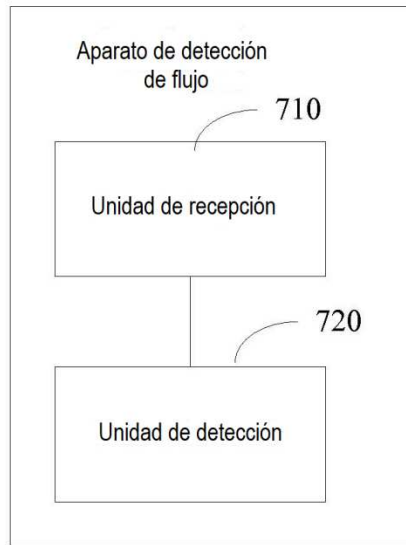 Aparato de detección
de flujo
710
Unidad de recepción
720
Unidad de detección